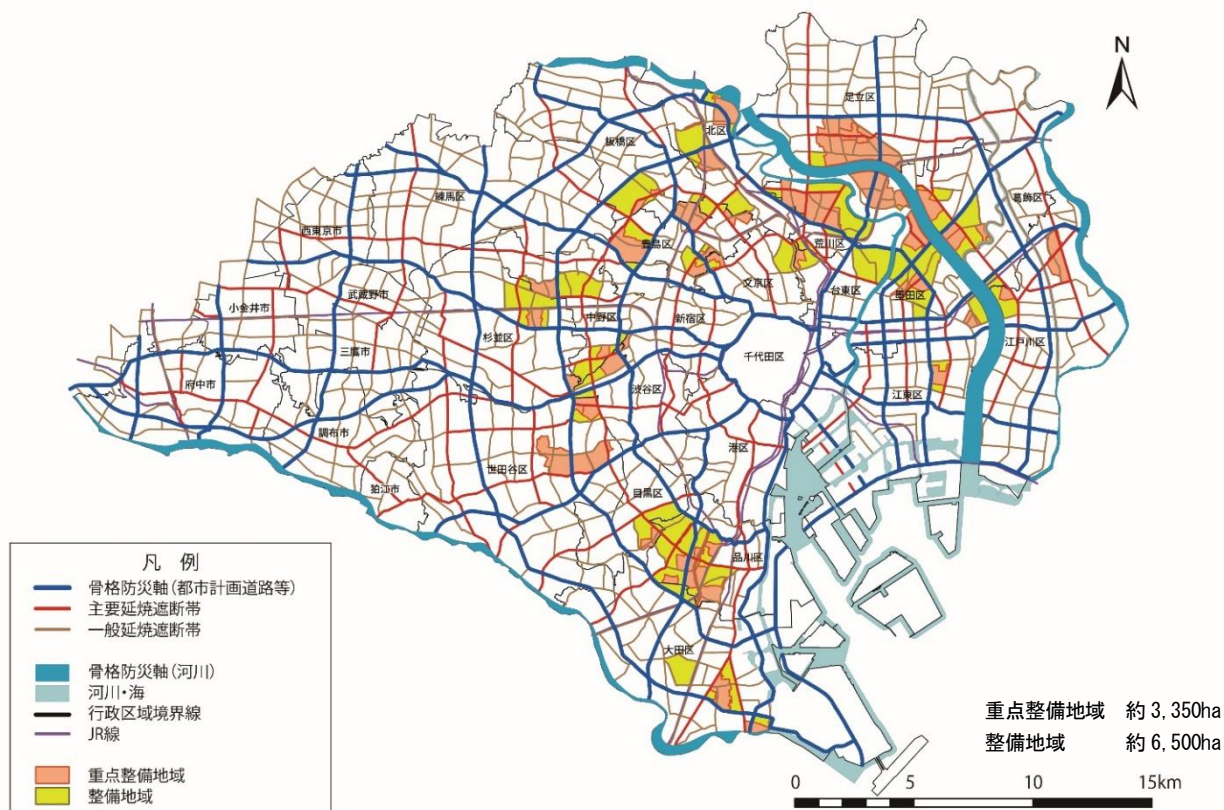 N
足立区
北区
板橋区
葛飾区
練馬区
西東京市
豊島区
荒川区
文京区
台東区
墨田区
武蔵野市
小金井市
中野区
新宿区
杉並区
千代田区
江戸川区
三鷹市
府中市
渋谷区
江東区
調布市
港区
世田谷区
目黒区
狛江市
品川区
大田区
凡 例
骨格防災軸(都市計画道路等)
主要延焼遮断帯
一般延焼遮断帯
骨格防災軸(河川)
河川・海
行政区域境界線
JR線
重点整備地域
整備地域
重点整備地域 約3,350ha
整備地域 約6,500ha
0 5 10 15km